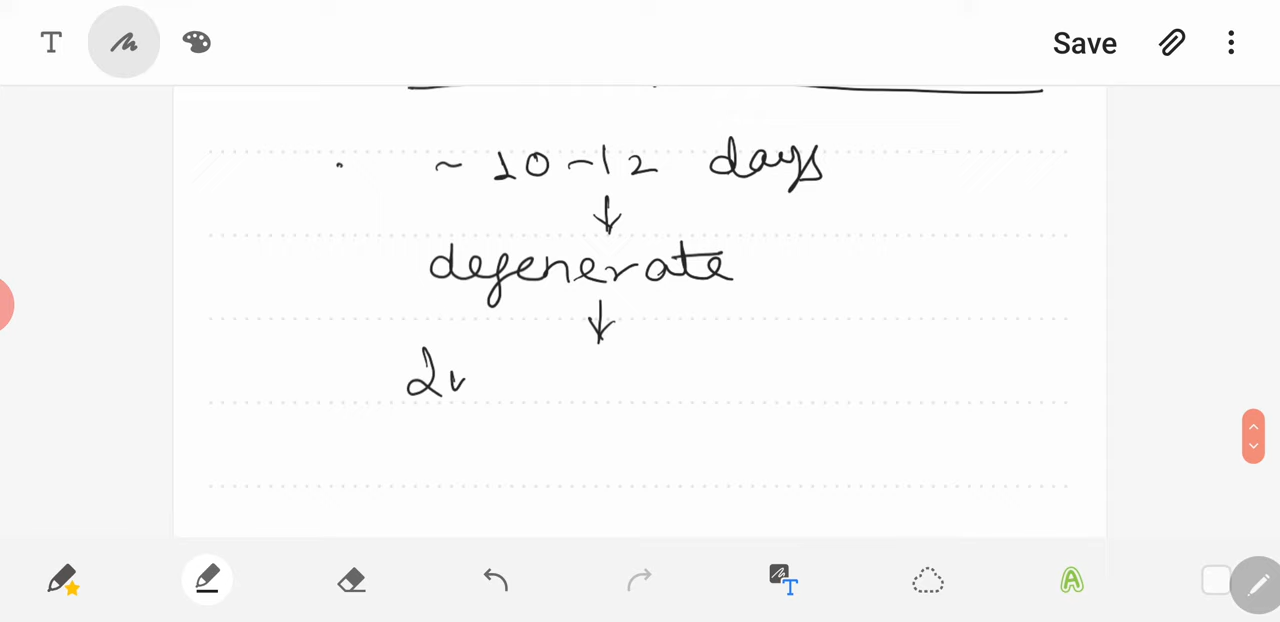 T Save
~ 10-12 days
↓
degenerate
↓